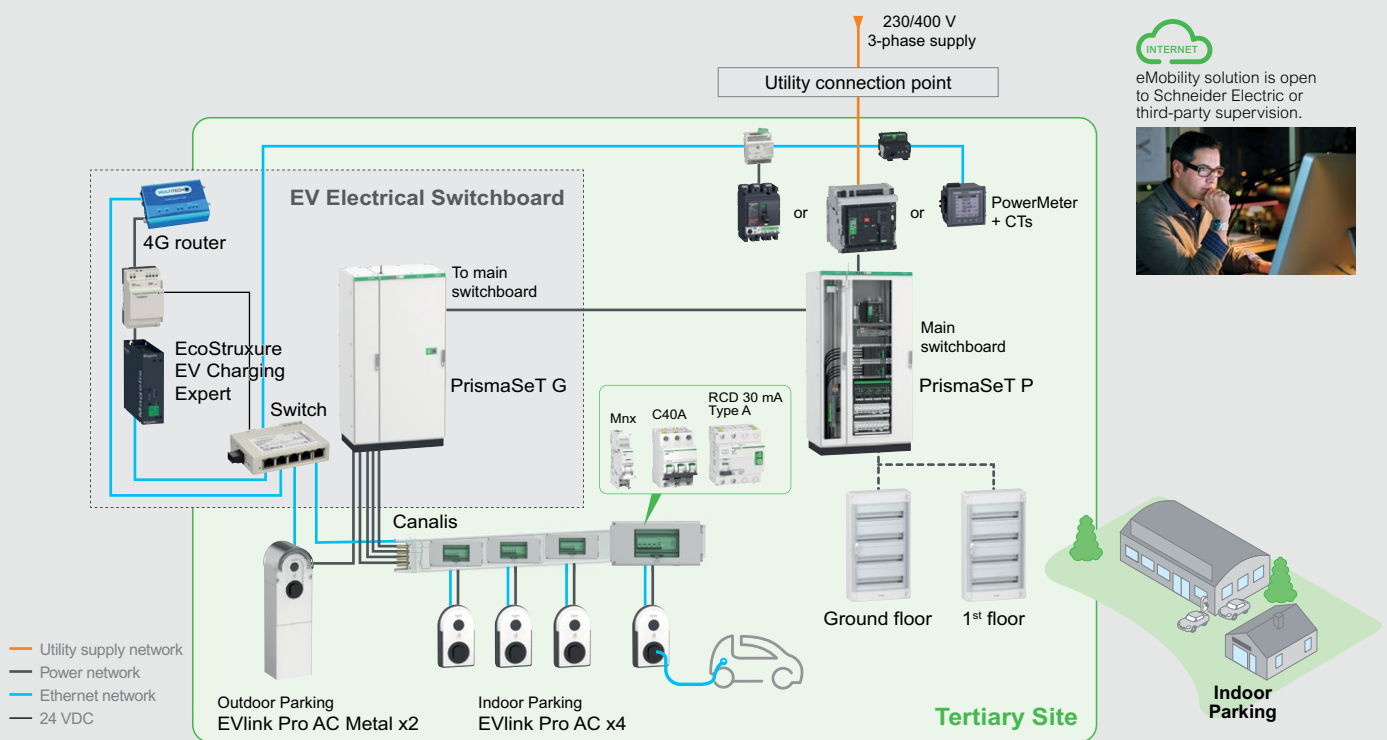 230/400 V
3-phase supply
Utility connection point
INTERNET
eMobility solution is open
to Schneider Electric or
third-party supervision.
EV Electrical Switchboard
4G router
To main
switchboard
or
or
PowerMeter
+ CTs
EcoStruxure
EV Charging
Expert
Switch
PrismaSeT G
Main
switchboard
PrismaSeT P
Mnx
C40A
RCD 30 mA
Type A
Canalis
Ground floor
1st floor
Utility supply network
Power network
Ethernet network
24 VDC
Outdoor Parking
EVlink Pro AC Metal x2
Indoor Parking
EVlink Pro AC x4
Tertiary Site
Indoor
Parking